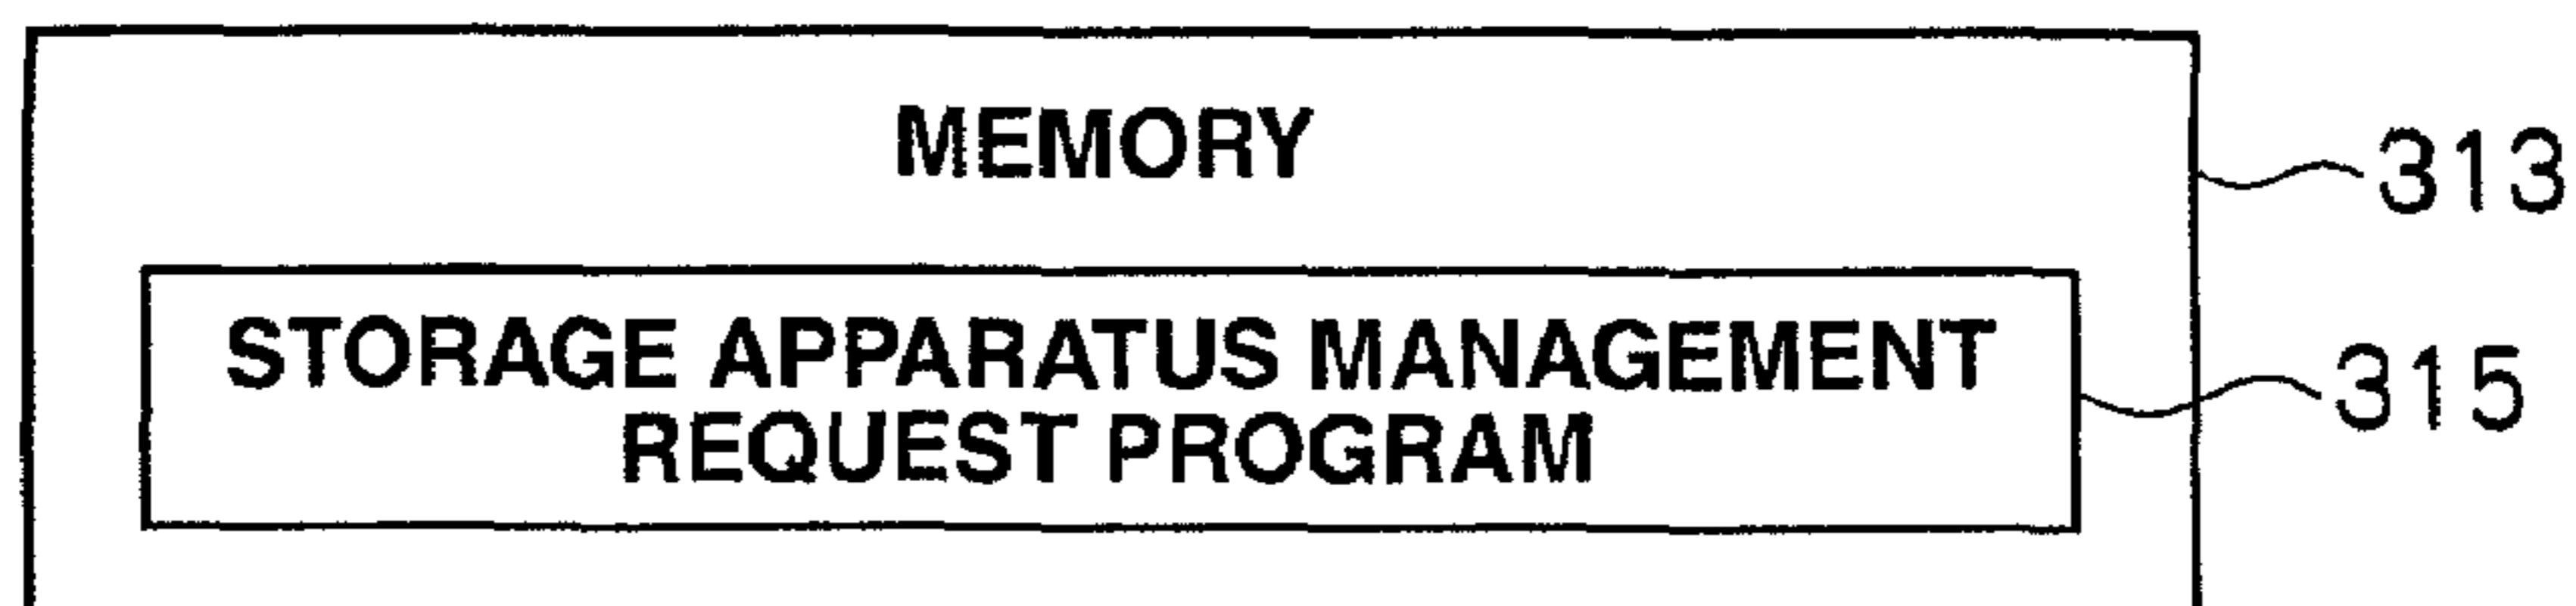 MEMORY
313
STORAGE APPARATUS MANAGEMENT
REQUEST PROGRAM
315